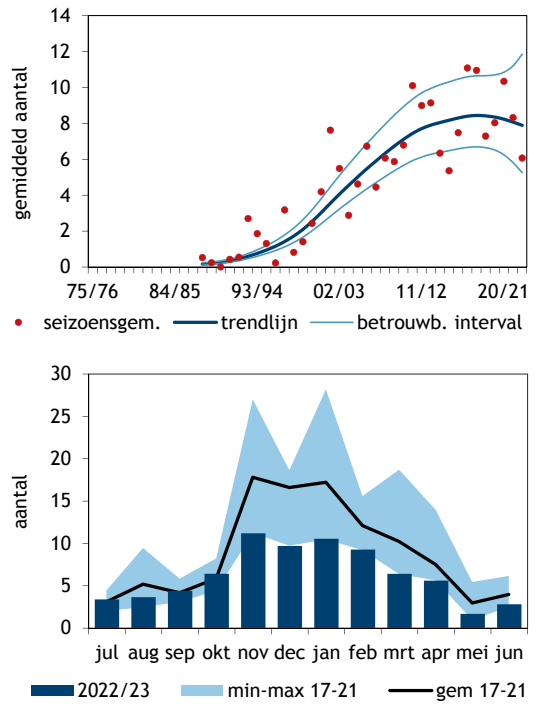 14
12
10
8
6
4
2
0
gemiddeld aantal
75/76 84/85 93/94 02/03 11/12 20/21
seizoensgem. trendlijn betrouwb. interval
30
25
20
15
10
5
0
aantal
jul aug sep okt nov dec jan feb mrt apr mei jun
2022/23 min-max 17-21 gem 17-21